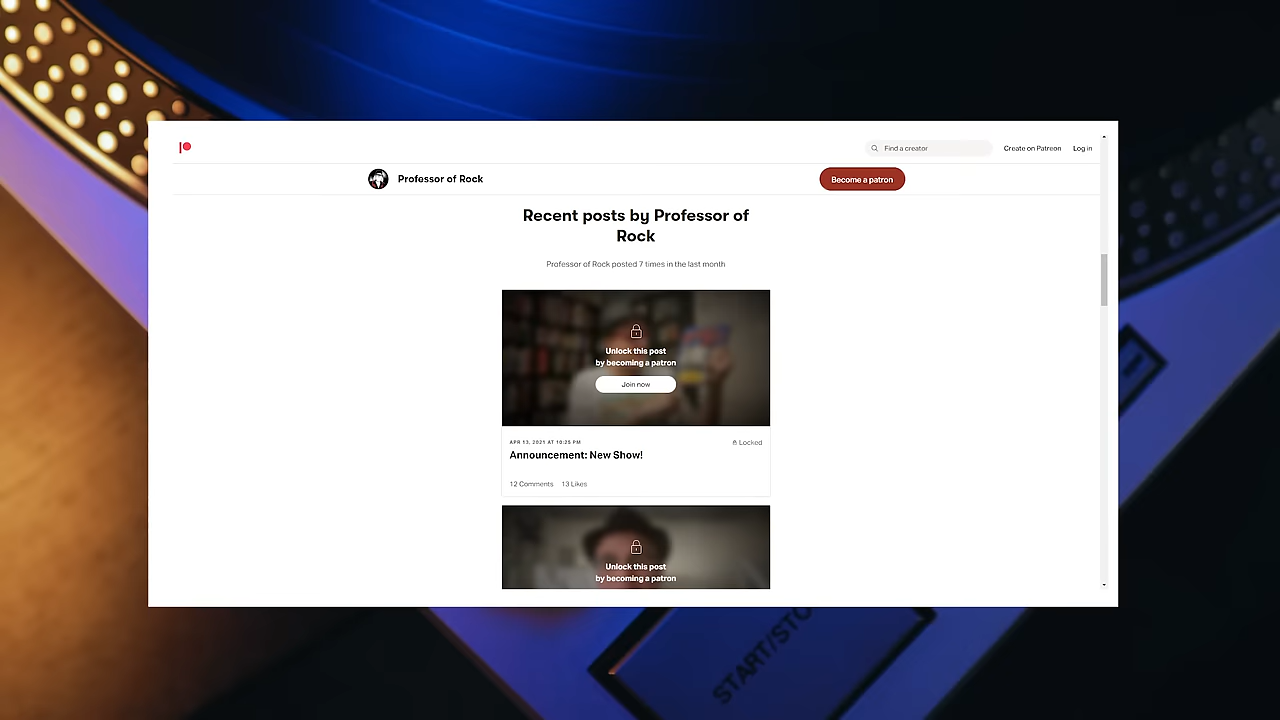 Find a creator
Create on Patreon
Log in
Professor of Rock
Become a patron
Recent posts by Professor of
Rock
Professor of Rock posted 7 times in the last month
Unlock this post
by becoming a patron
Join now
APR 13, 2021 AT 10:25 PM
Locked
Announcement: New Show!
12 Comments
13 Likes
Unlock this post
by becoming a patron
START/STO